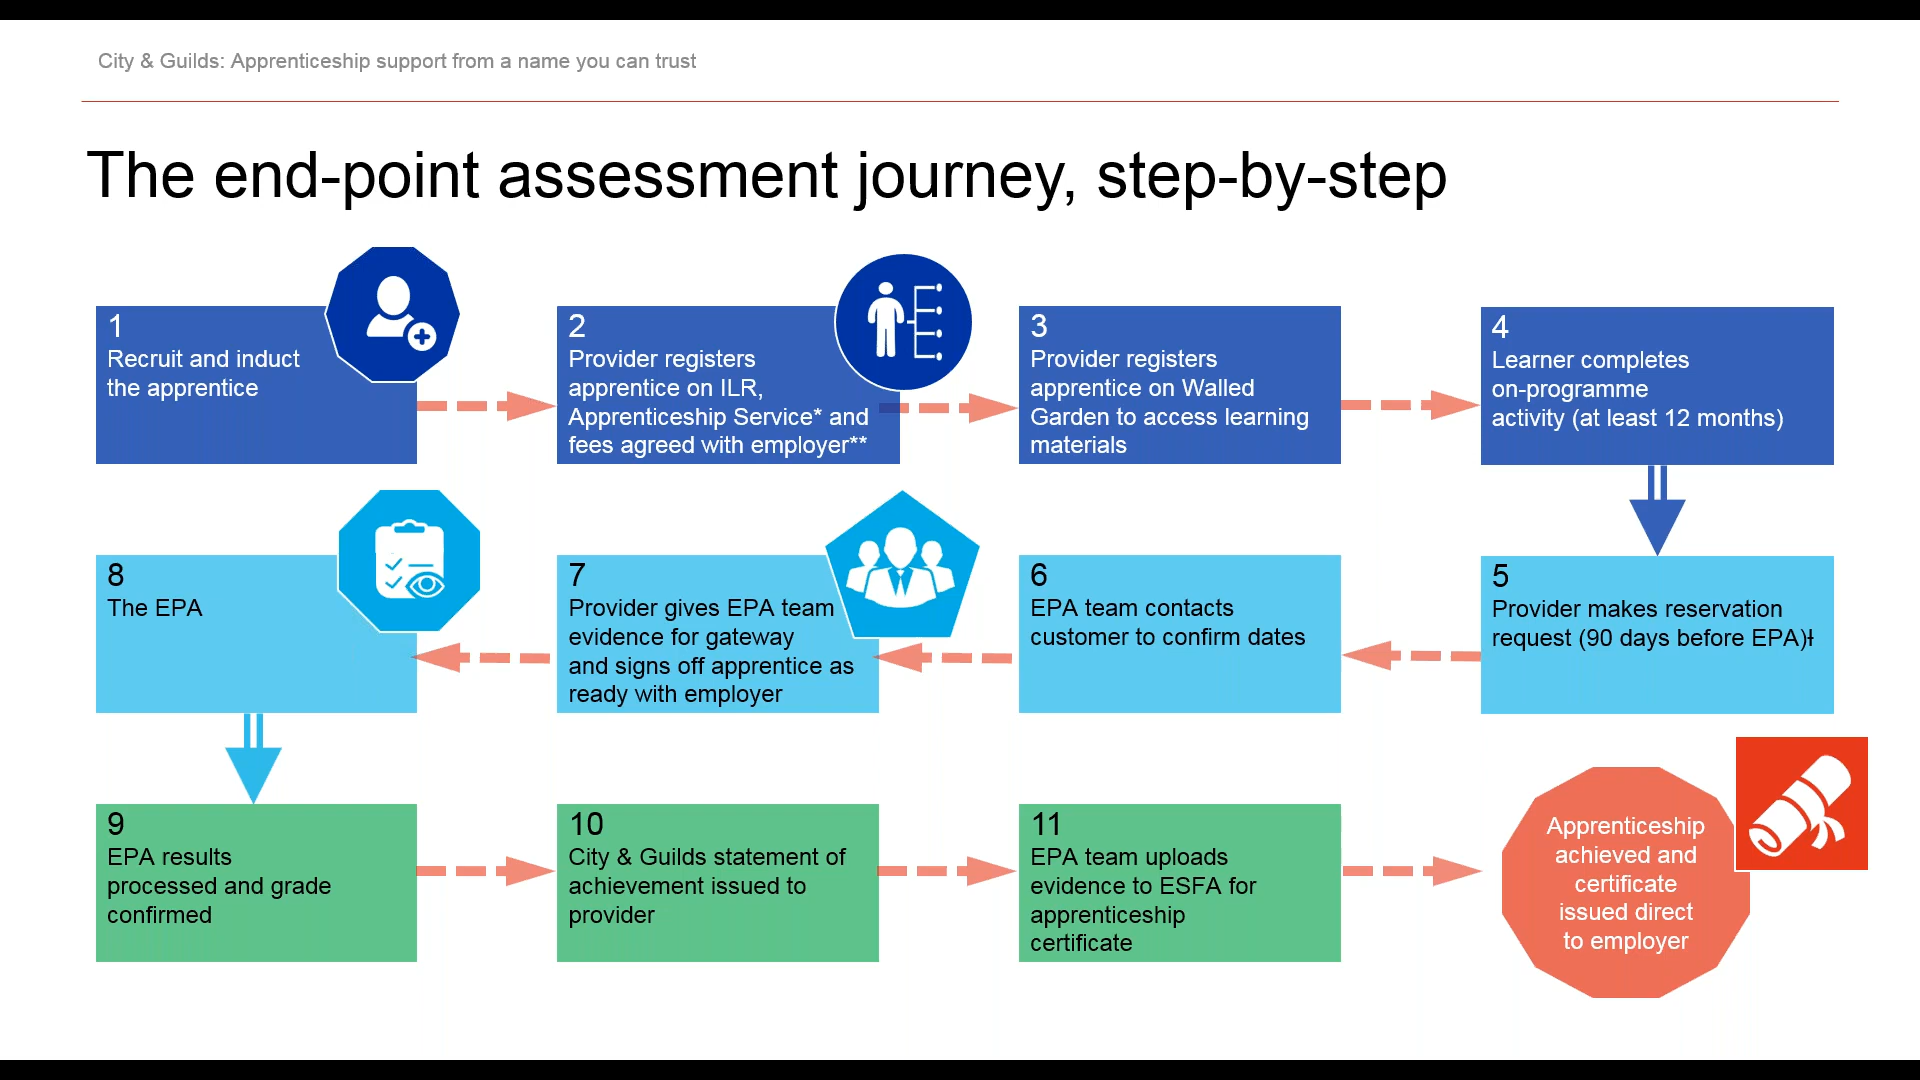 City & Guilds: Apprenticeship support from a name you can trust
The end-point assessment journey, step-by-step
1
Recruit and induct
the apprentice
2
Provider registers
apprentice on ILR,
Apprenticeship Service* and
fees agreed with employer**
3
Provider registers
apprentice on Walled
Garden to access learning
materials
4
Learner completes
on-programme
activity (at least 12 months)
5
Provider makes reservation
request (90 days before EPA)ƚ
6
EPA team contacts
customer to confirm dates
7
Provider gives EPA team
evidence for gateway
and signs off apprentice as
ready with employer
8
The EPA
9
EPA results
processed and grade
confirmed
10
City & Guilds statement of
achievement issued to
provider
11
EPA team uploads
evidence to ESFA for
apprenticeship
certificate
Apprenticeship
achieved and
certificate
issued direct
to employer